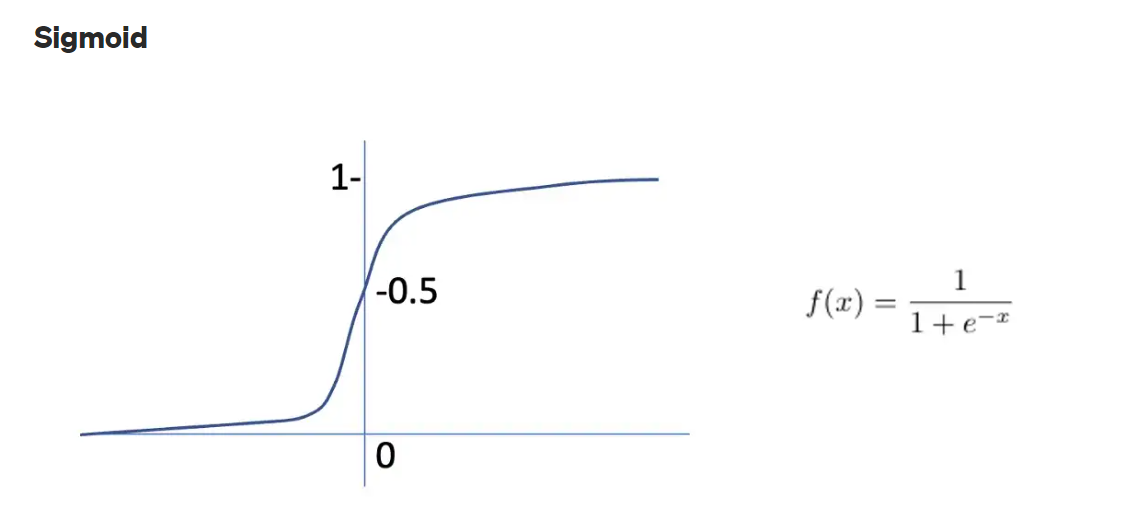 Sigmoid
1-
-0.5
f(x) = 1 / (1 + e^{-x})
0